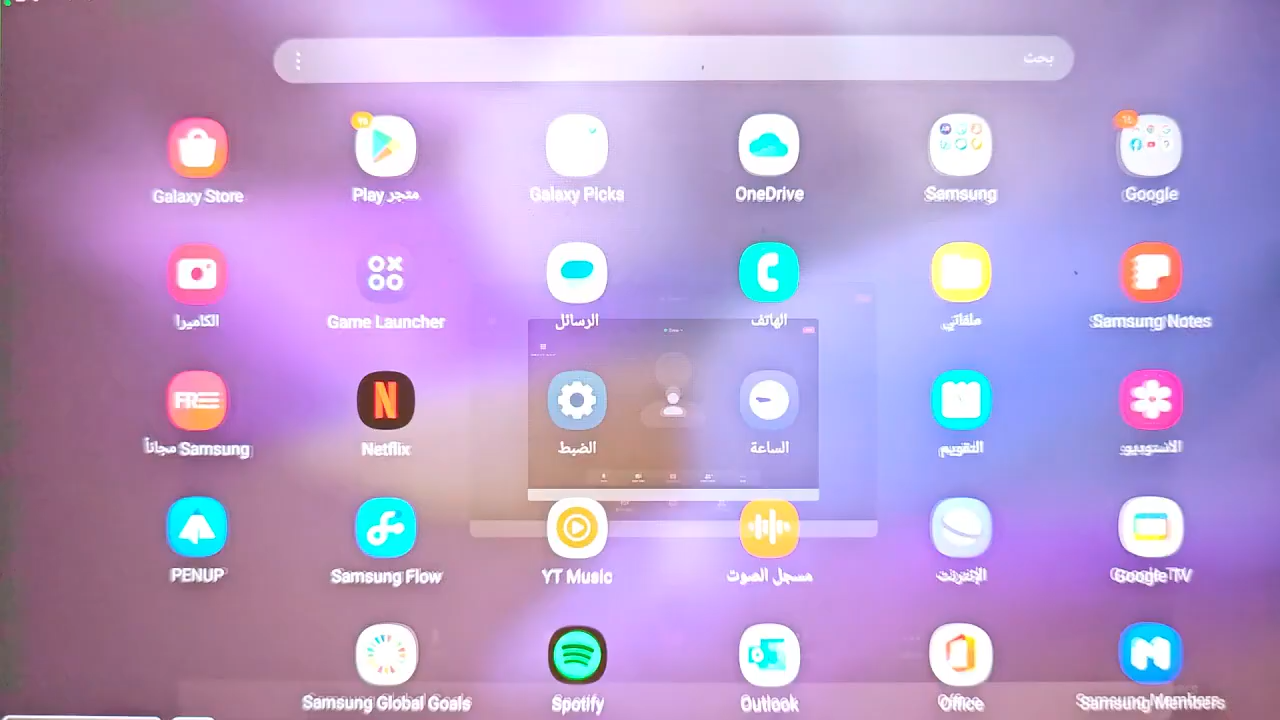 بحث
Google
Samsung
OneDrive
Galaxy Picks
متجر Play
Galaxy Store
Samsung Notes
ملفاتي
الهاتف
الرسائل
Game Launcher
الكاميرا
الاستوديو
التقويم
الساعة
الضبط
Netflix
Samsung مجاناً
FREE
Google TV
الإنترنت
مسجل الصوت
YT Music
Samsung Flow
PENUP
Samsung Members
Office
Outlook
Spotify
Samsung Global Goals